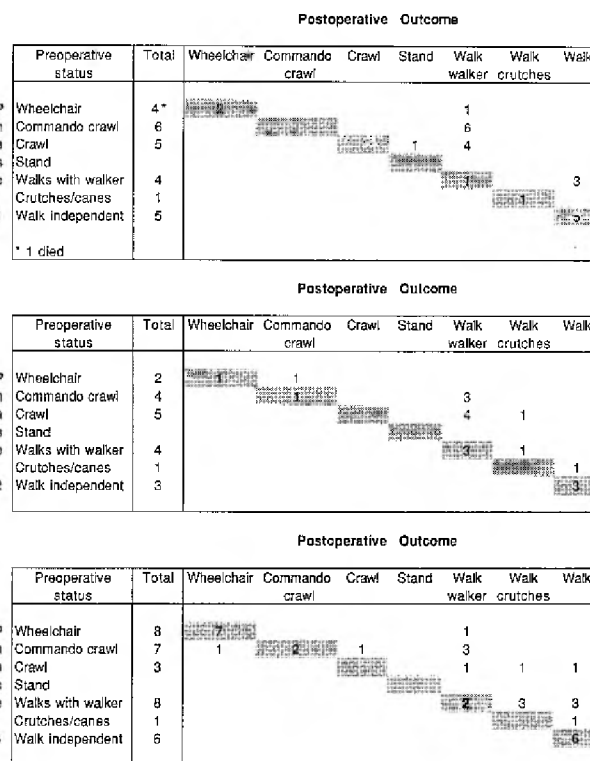 Postoperative Outcome
Preoperative status Total Wheelchair Commando crawl Crawl Stand Walk walker Walk crutches Walk
Wheelchair 4* 2 1
Commando crawl 6 6
Crawl 5 1 4
Stand
Walks with walker 4 1 3
Crutches/canes 1 1
Walk independent 5 5
* 1 died
Postoperative Outcome
Preoperative status Total Wheelchair Commando crawl Crawl Stand Walk walker Walk crutches Walk
Wheelchair 2 1 1
Commando crawl 4 1 3
Crawl 5 4 1
Stand
Walks with walker 4 3 1
Crutches/canes 1 1
Walk independent 3 3
Postoperative Outcome
Preoperative status Total Wheelchair Commando crawl Crawl Stand Walk walker Walk crutches Walk
Wheelchair 8 7 1
Commando crawl 7 1 2 1 3
Crawl 3 1 1 1
Stand
Walks with walker 8 2 3 3
Crutches/canes 1 1
Walk independent 6 6